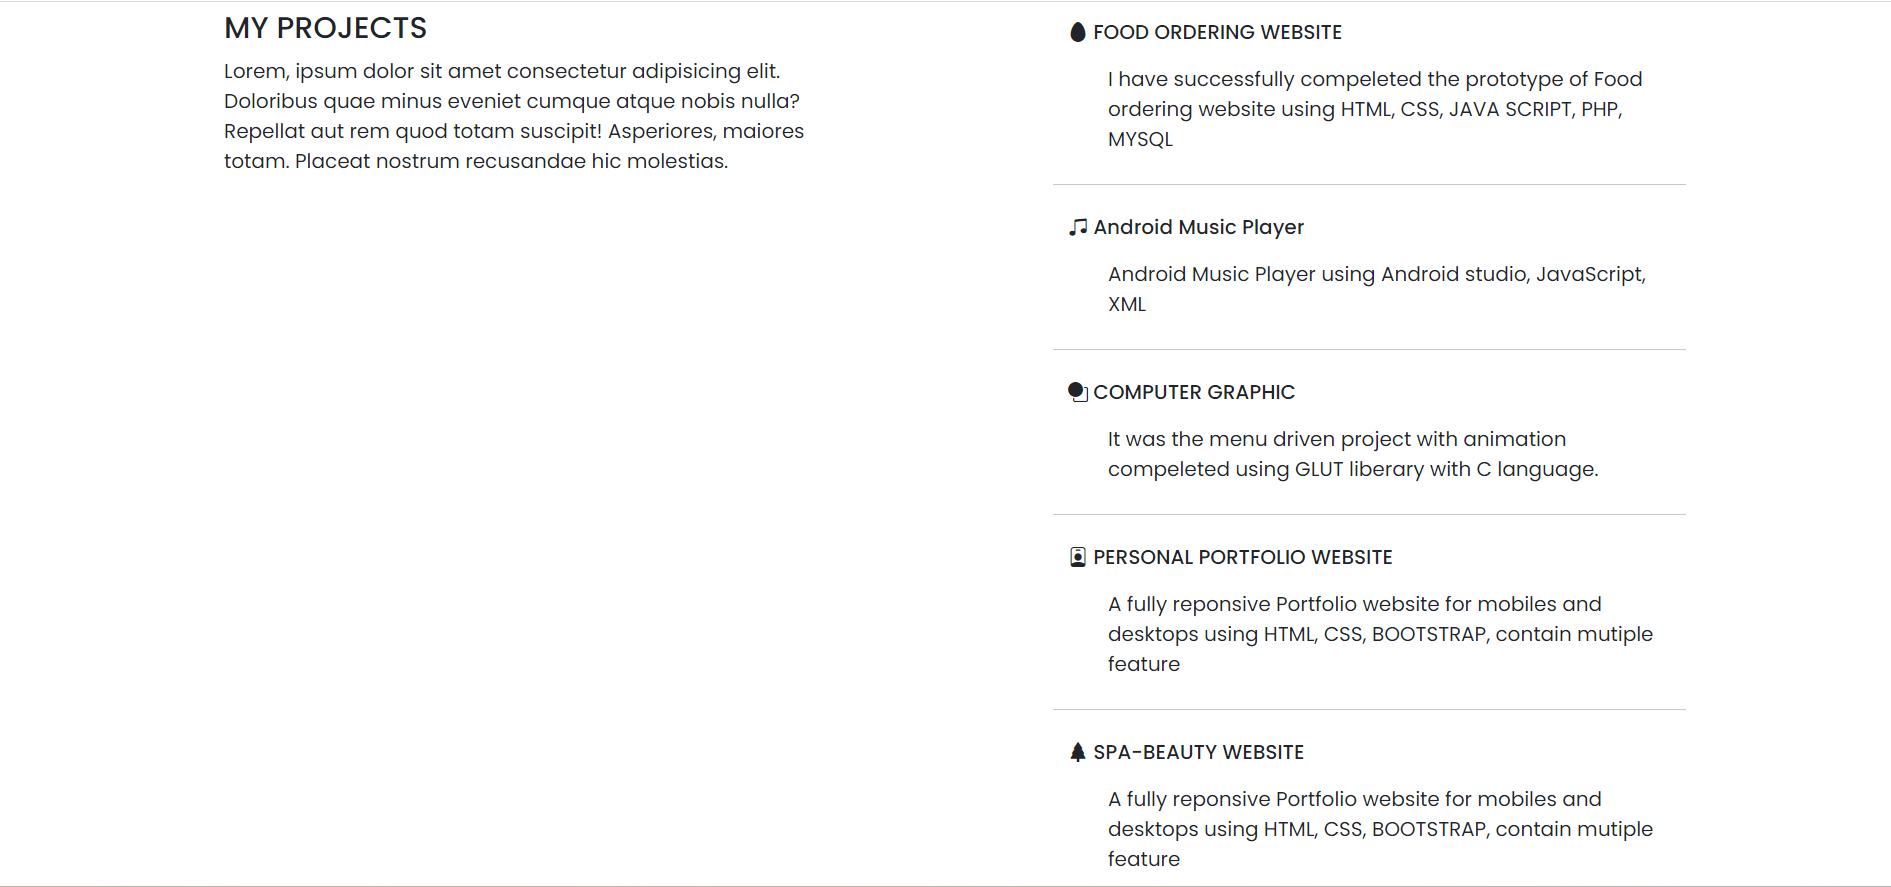 MY PROJECTS
Lorem, ipsum dolor sit amet consectetur adipisicing elit.
Doloribus quae minus eveniet cumque atque nobis nulla?
Repellat aut rem quod totam suscipit! Asperiores, maiores
totam. Placeat nostrum recusandae hic molestias.
FOOD ORDERING WEBSITE
I have successfully compeleted the prototype of Food
ordering website using HTML, CSS, JAVA SCRIPT, PHP,
MYSQL
Android Music Player
Android Music Player using Android studio, JavaScript,
XML
COMPUTER GRAPHIC
It was the menu driven project with animation
compeleted using GLUT liberary with C language.
PERSONAL PORTFOLIO WEBSITE
A fully reponsive Portfolio website for mobiles and
desktops using HTML, CSS, BOOTSTRAP, contain mutiple
feature
SPA-BEAUTY WEBSITE
A fully reponsive Portfolio website for mobiles and
desktops using HTML, CSS, BOOTSTRAP, contain mutiple
feature